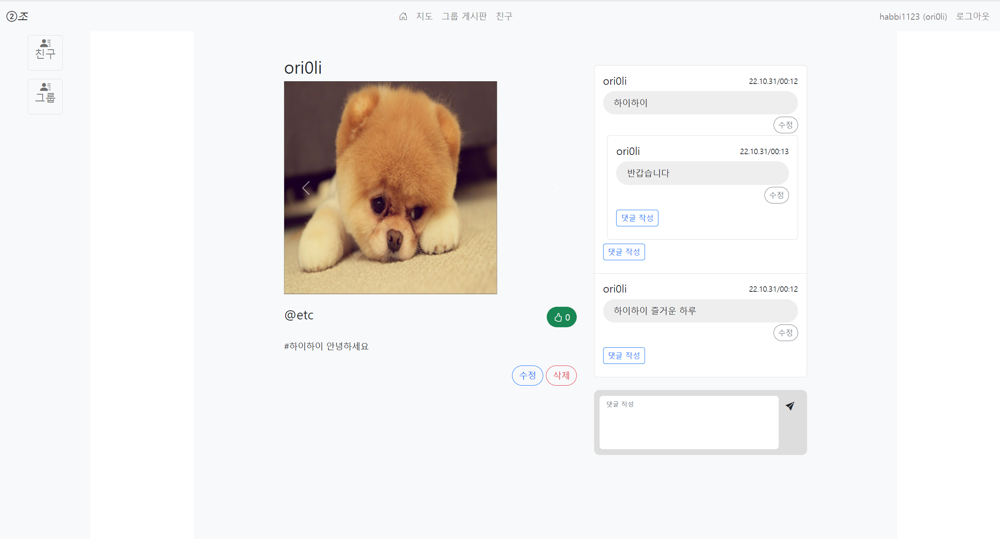 ②조
지도 그룹 게시판 친구
habbi1123 (ori0li) 로그아웃
친구
그룹
ori0li
@etc
0
#하이하이 안녕하세요
수정 삭제
ori0li 22.10.31/00:12
하이하이
수정
ori0li 22.10.31/00:13
반갑습니다
수정
댓글 작성
댓글 작성
ori0li 22.10.31/00:12
하이하이 즐거운 하루
수정
댓글 작성
댓글 작성